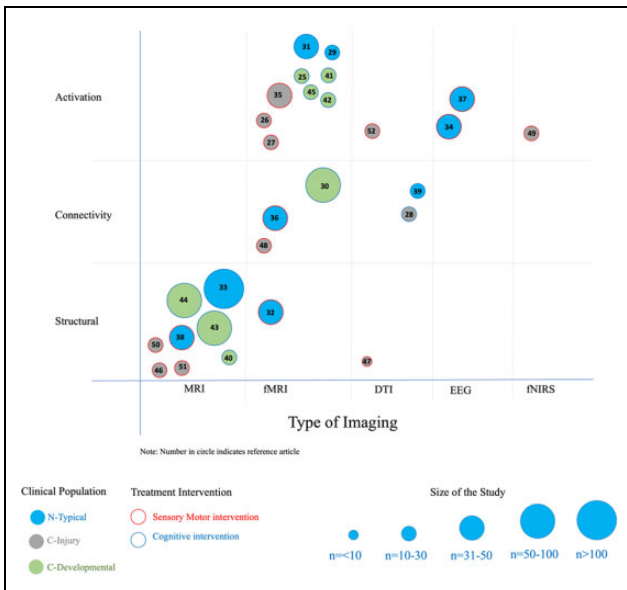 31
29
25
41
Activation
35
45
42
37
26
34
27
52
49
30
39
Connectivity
36
28
48
33
44
Structural
32
43
38
50
40
46
51
47
MRI fMRI DTI EEG fNIRS
Type of Imaging
Note: Number in circle indicates reference article
Clinical Population Treatment Intervention Size of the Study
N-Typical Sensory Motor intervention
C-Injury Cognitive intervention
n=<10 n=10-30 n=31-50 n=50-100 n>100
C-Developmental